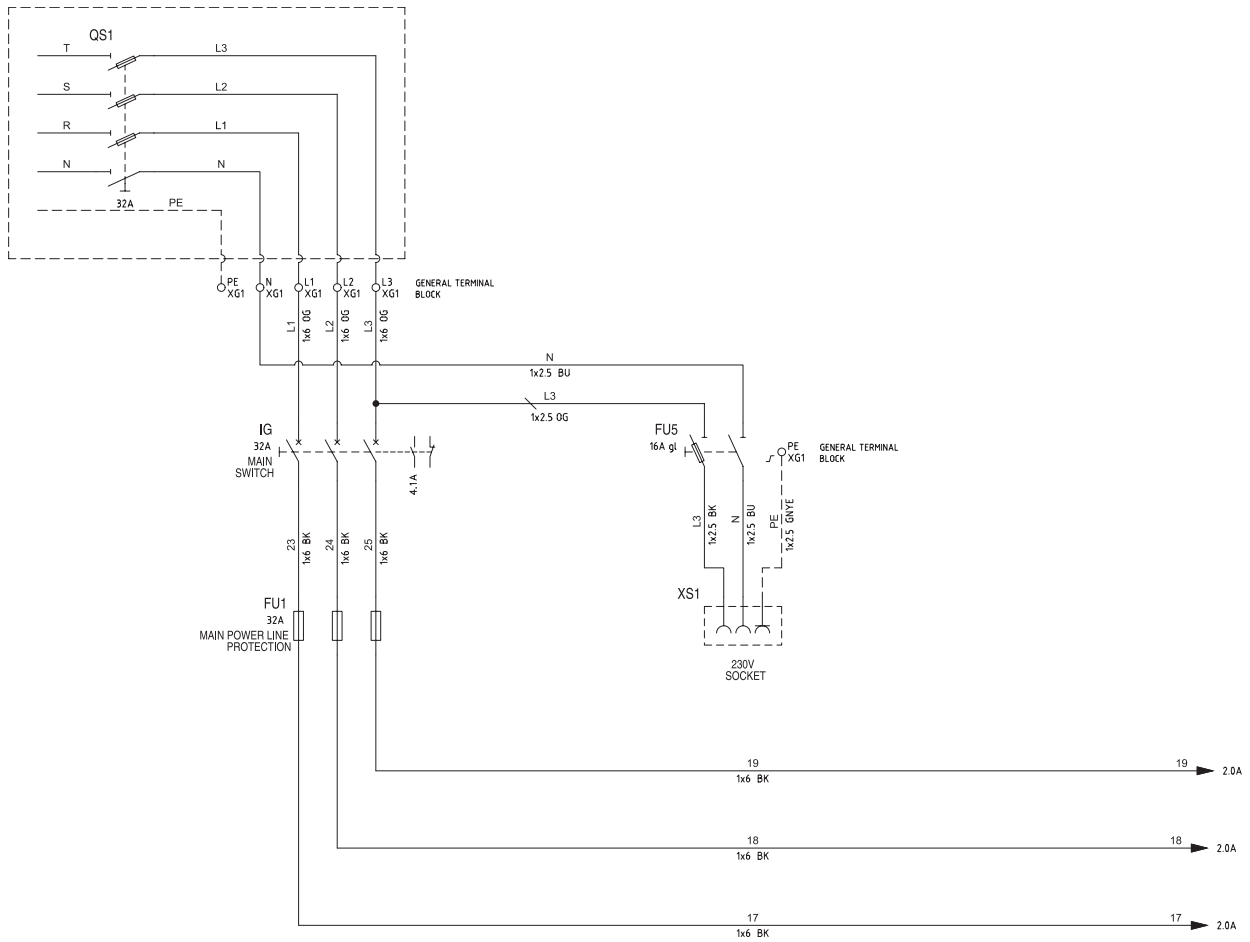 QS1
T
L3
S
L2
R
L1
N
N
32A
PE
PE
XG1
N
XG1
L1
XG1
L2
XG1
L3
XG1
GENERAL TERMINAL
BLOCK
L1
1x6 OG
L2
1x6 OG
L3
1x6 OG
N
1x2.5 BU
L3
1x2.5 OG
IG
32A
MAIN
SWITCH
4.1A
FU5
16A gl
PE
XG1
GENERAL TERMINAL
BLOCK
23
1x6 BK
24
1x6 BK
25
1x6 BK
L3
1x2.5 BK
N
1x2.5 BU
PE
1x2.5 GNYE
FU1
32A
MAIN POWER LINE
PROTECTION
XS1
230V
SOCKET
19
1x6 BK
19
2.0A
18
1x6 BK
18
2.0A
17
1x6 BK
17
2.0A